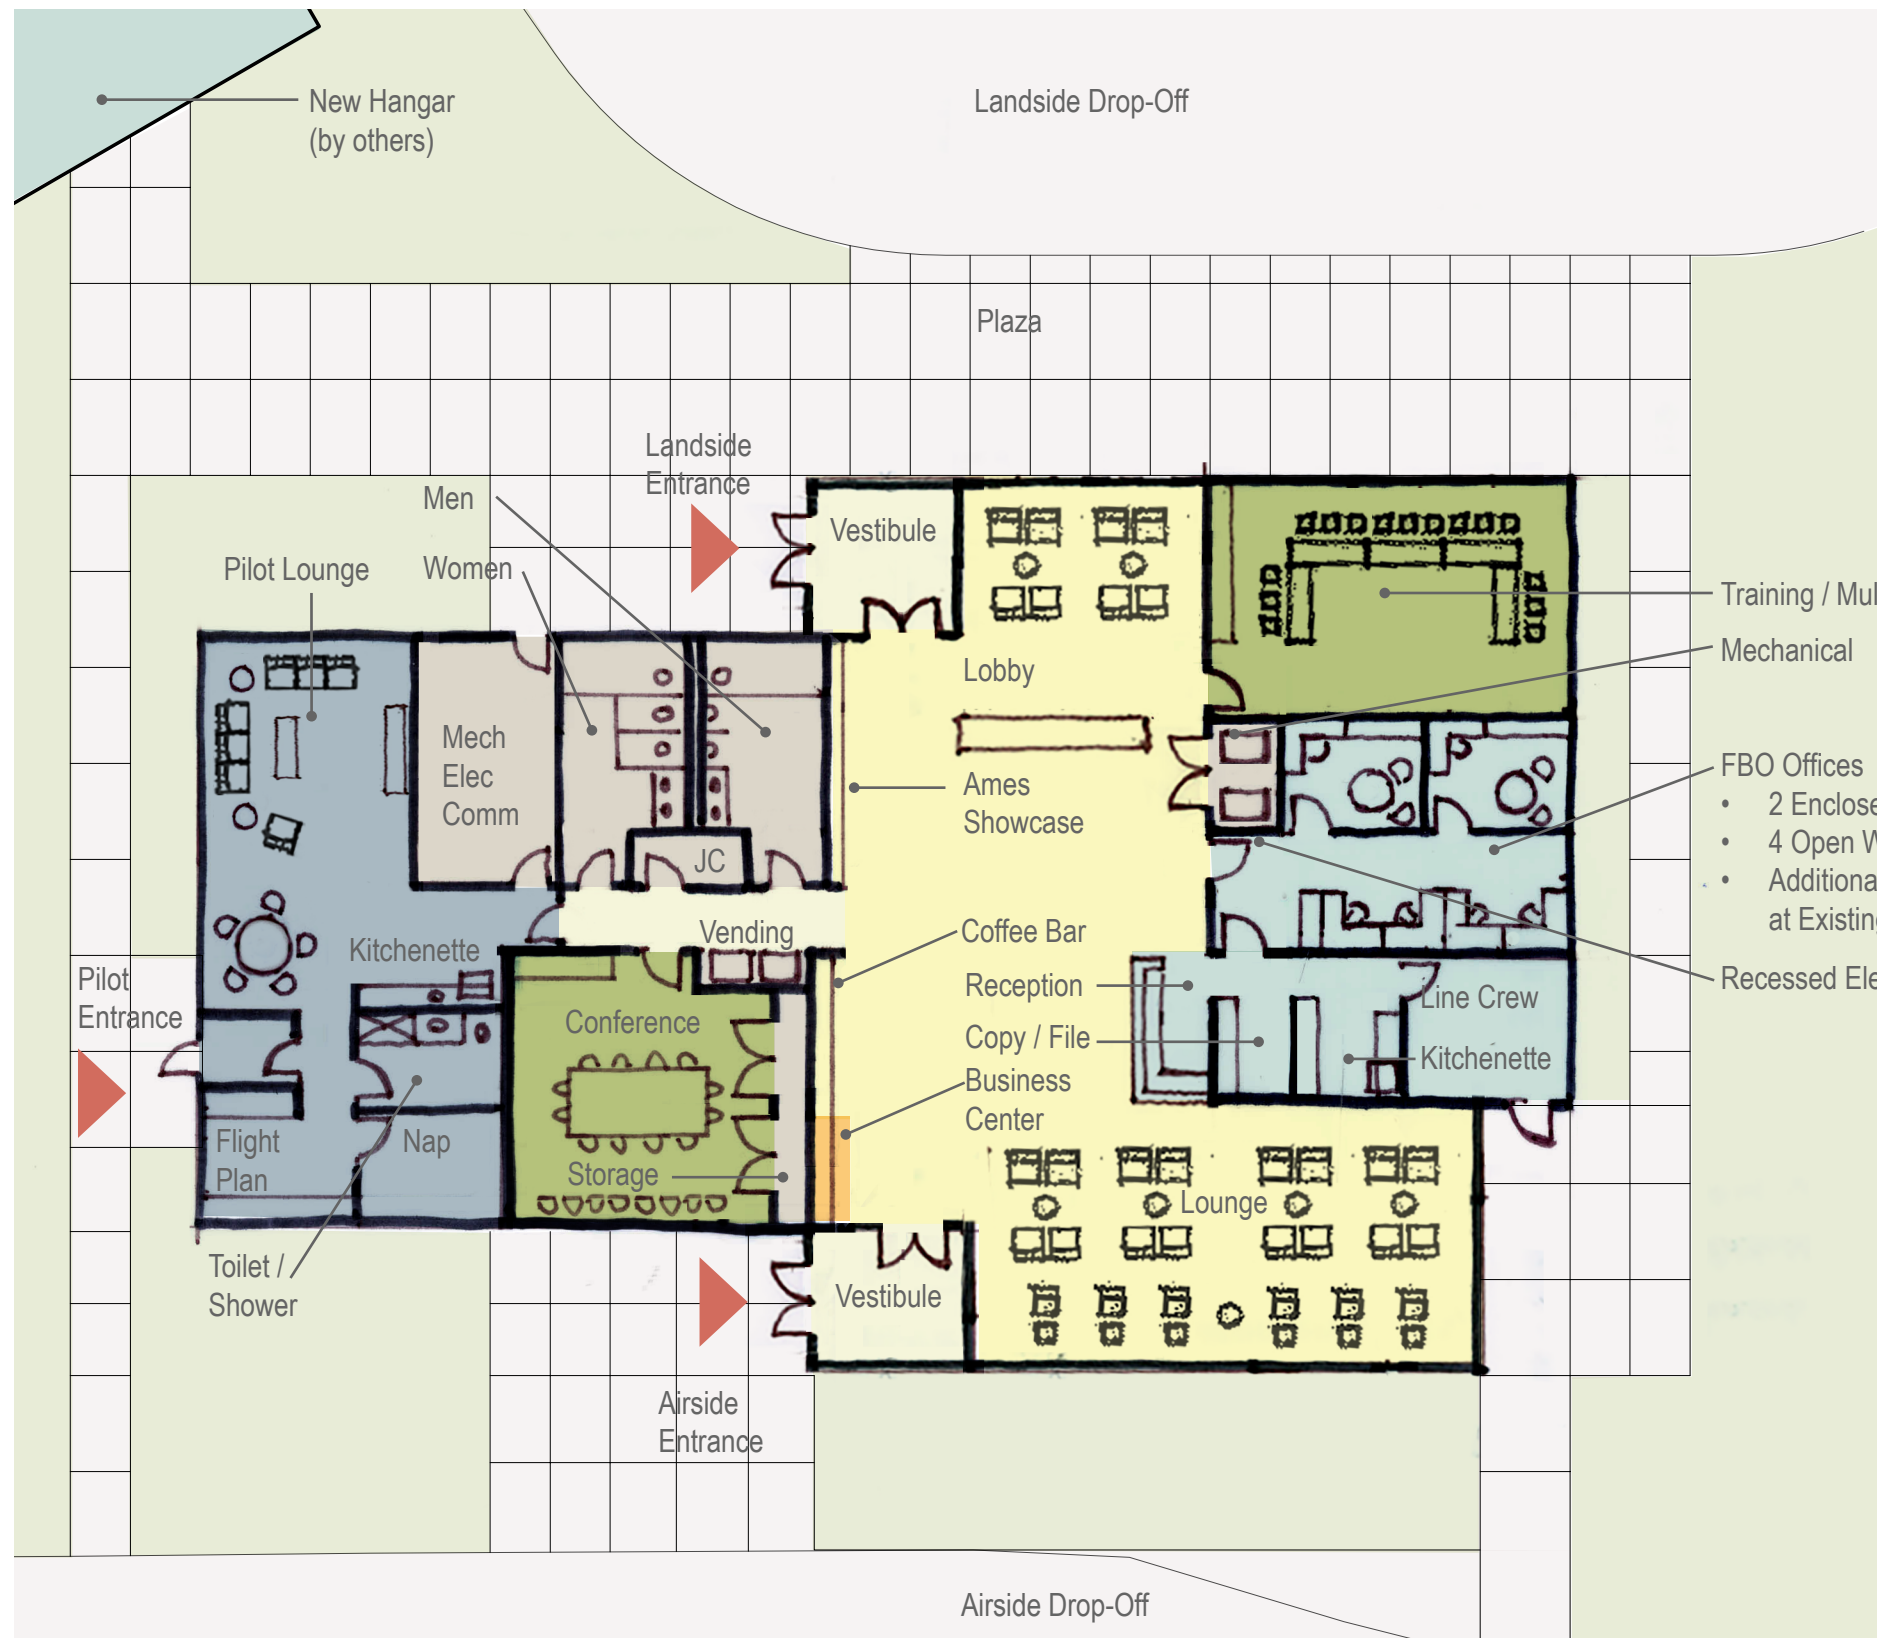 New Hangar
(by others)
Landside Drop-Off
Plaza
Landside
Entrance
Men
Women
Pilot Lounge
Vestibule
Training / Mul
Mechanical
Lobby
Mech
Elec
Comm
Ames
Showcase
FBO Offices
• 2 Enclose
• 4 Open W
• Additiona
at Existing
JC
Vending
Kitchenette
Coffee Bar
Reception
Copy / File
Business
Center
Line Crew
Kitchenette
Recessed Ele
Pilot
Entrance
Conference
Flight
Plan
Nap
Storage
Lounge
Toilet /
Shower
Vestibule
Airside
Entrance
Airside Drop-Off